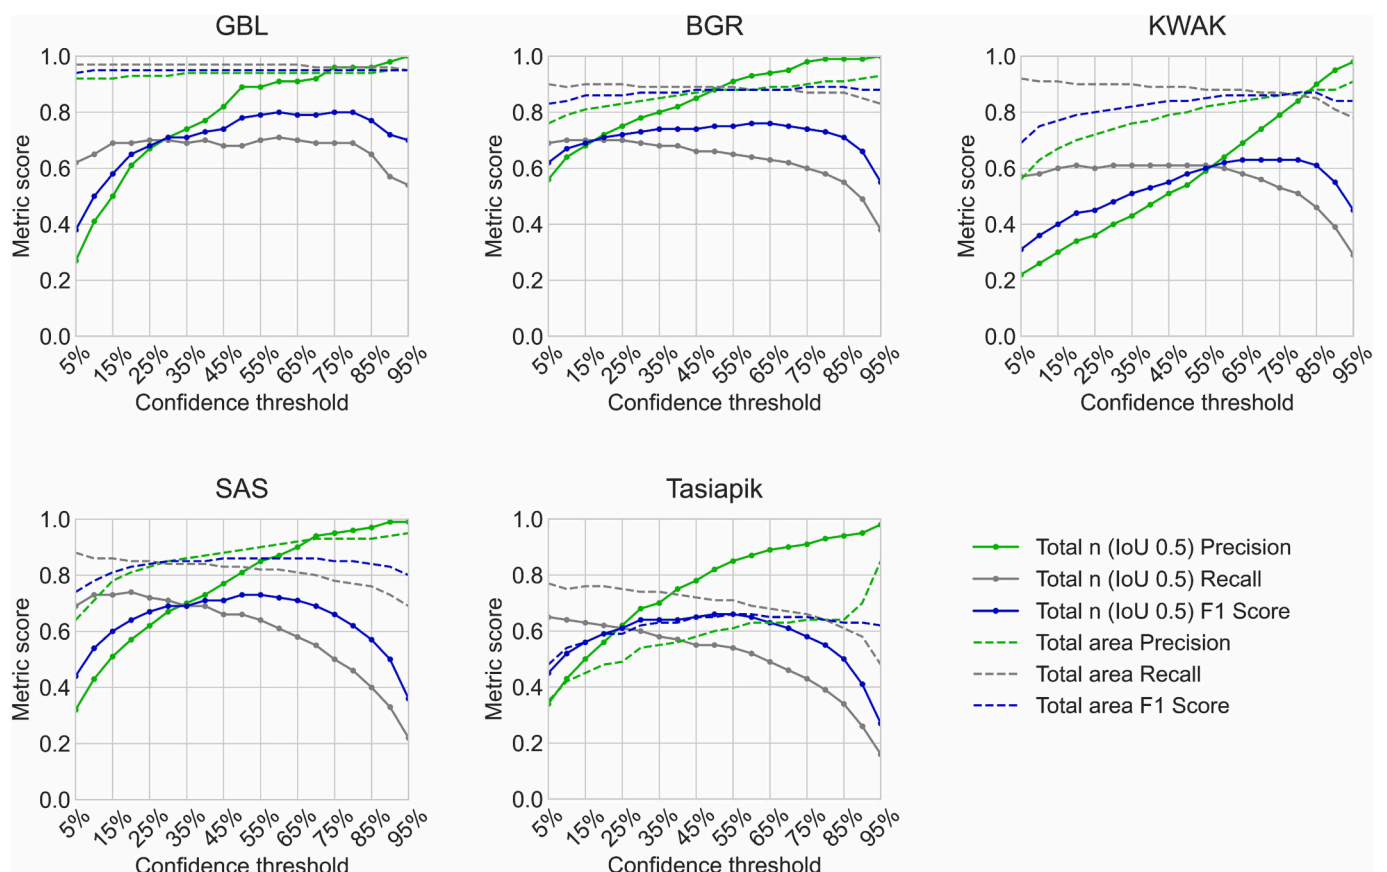 GBL
BGR
KWAK
Metric score
1.0
0.8
0.6
0.4
0.2
0.0
5% 15% 25% 35% 45% 55% 65% 75% 85% 95%
Confidence threshold
Metric score
1.0
0.8
0.6
0.4
0.2
0.0
5% 15% 25% 35% 45% 55% 65% 75% 85% 95%
Confidence threshold
Metric score
1.0
0.8
0.6
0.4
0.2
0.0
5% 15% 25% 35% 45% 55% 65% 75% 85% 95%
Confidence threshold
SAS
Tasiapik
Metric score
1.0
0.8
0.6
0.4
0.2
0.0
5% 15% 25% 35% 45% 55% 65% 75% 85% 95%
Confidence threshold
Metric score
1.0
0.8
0.6
0.4
0.2
0.0
5% 15% 25% 35% 45% 55% 65% 75% 85% 95%
Confidence threshold
Total n (IoU 0.5) Precision
Total n (IoU 0.5) Recall
Total n (IoU 0.5) F1 Score
Total area Precision
Total area Recall
Total area F1 Score